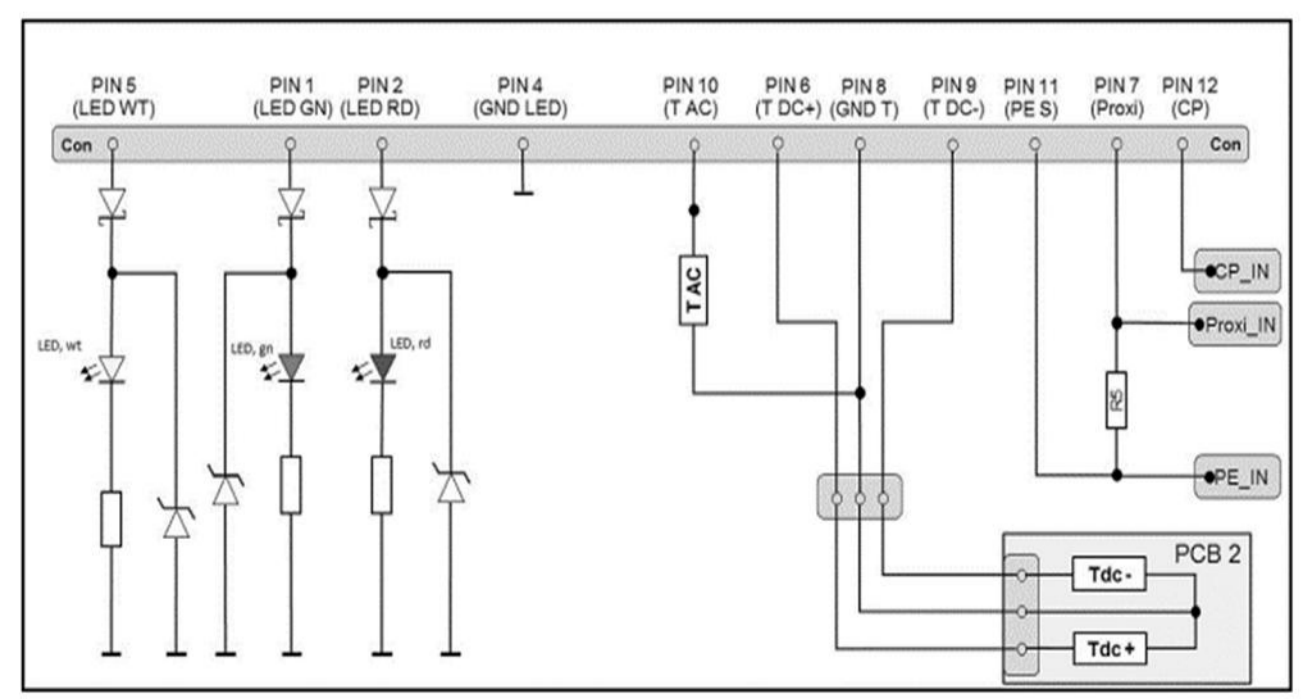 PIN 5
(LED WT)
PIN 1
(LED GN)
PIN 2
(LED RD)
PIN 4
(GND LED)
PIN 10
(T AC)
PIN 6
(T DC+)
PIN 8
(GND T)
PIN 9
(T DC-)
PIN 11
(PE S)
PIN 7
(Proxi)
PIN 12
(CP)
Con
Con
T AC
CP_IN
Proxi_IN
LED, wt
LED, gn
LED, rd
R5
PE_IN
PCB 2
Tdc -
Tdc +